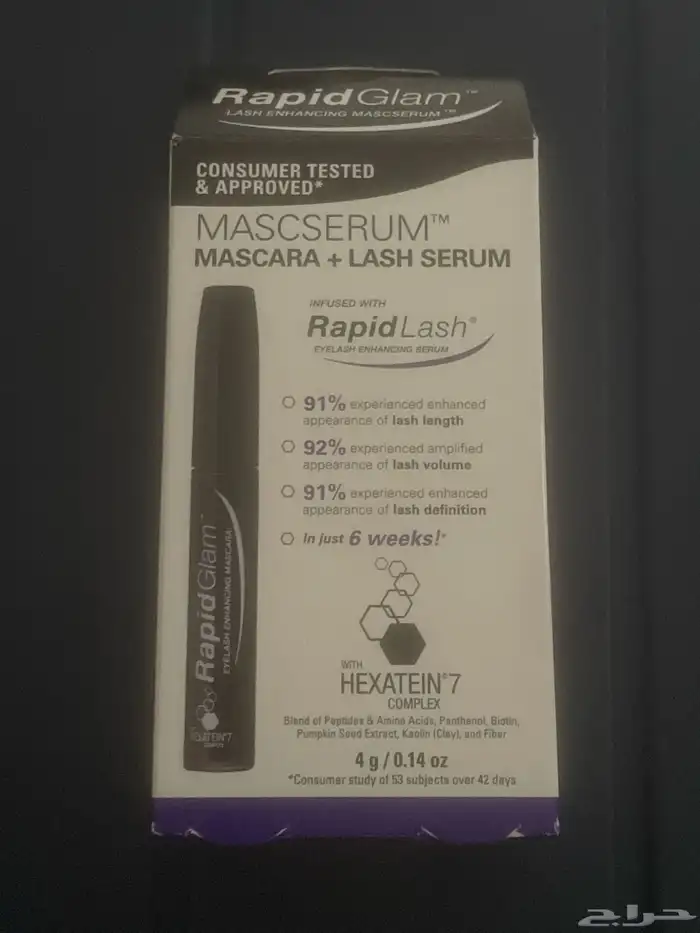 RapidGlam™
LASH ENHANCING MASCSERUM™
CONSUMER TESTED
& APPROVED*
MASCSERUM™
MASCARA + LASH SERUM
INFUSED WITH
RapidLash®
EYELASH ENHANCING SERUM
91% experienced enhanced
appearance of lash length
92% experienced amplified
appearance of lash volume
91% experienced enhanced
appearance of lash definition
In just 6 weeks!*
RapidGlam™
EYELASH ENHANCING MASCARA
HEXATEIN®7
COMPLEX
WITH
HEXATEIN®7
COMPLEX
Blend of Peptides & Amino Acids, Panthenol, Biotin,
Pumpkin Seed Extract, Kaolin (Clay), and Fiber
4 g / 0.14 oz
*Consumer study of 53 subjects over 42 days
حراج